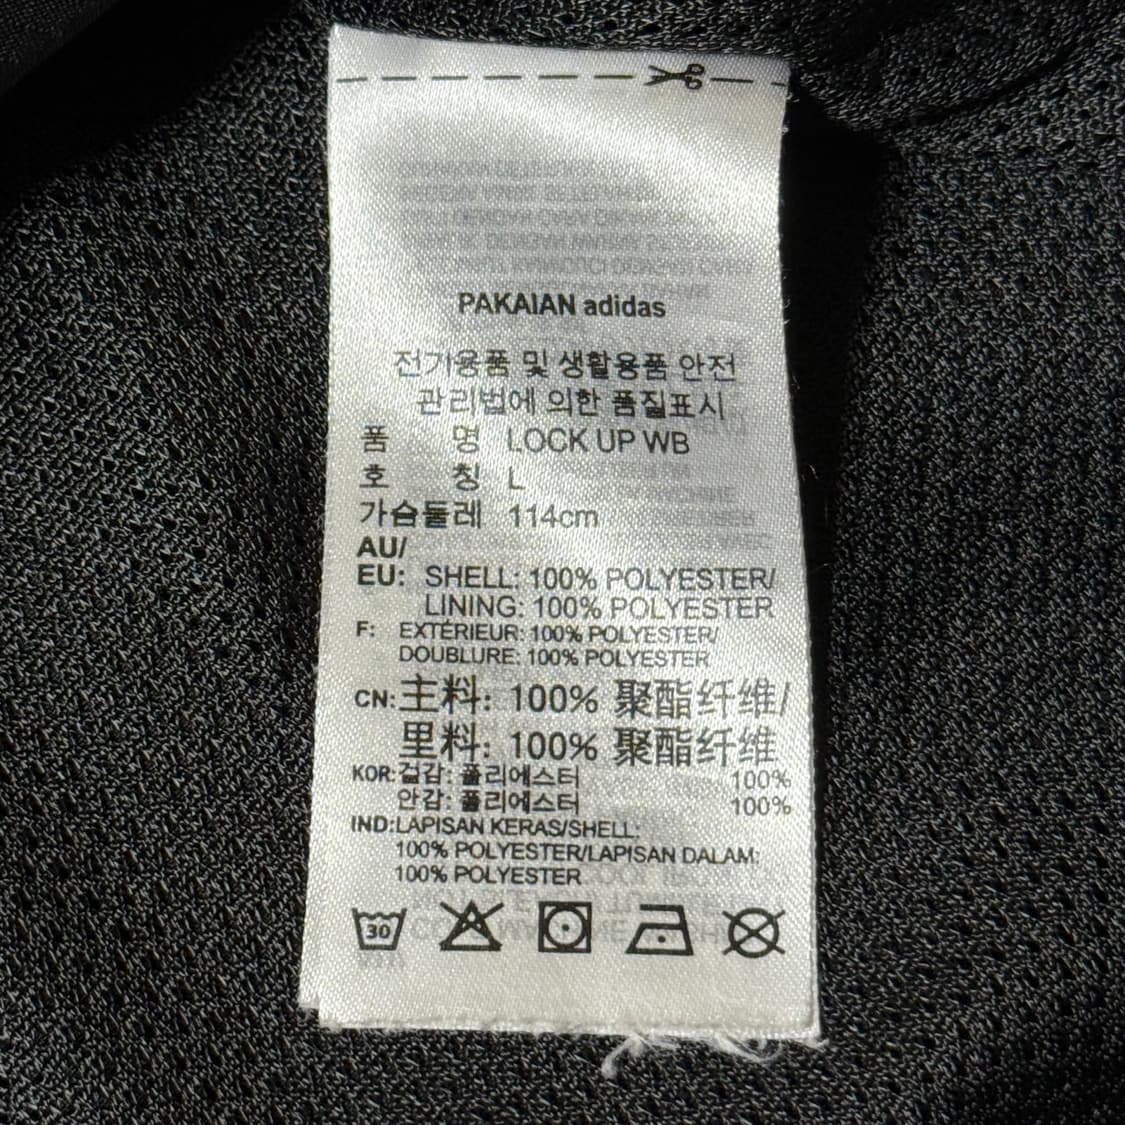 PAKAIAN adidas
전기용품 및 생활용품 안전
관리법에 의한 품질표시
품 명 LOCK UP WB
호 칭 L
가슴둘레 114cm
AU/
EU: SHELL: 100% POLYESTER/
LINING: 100% POLYESTER
F: EXTÉRIEUR: 100% POLYESTER/
DOUBLURE: 100% POLYESTER
CN: 主料: 100% 聚酯纤维/
里料: 100% 聚酯纤维
KOR: 겉감: 폴리에스터 100%
안감: 폴리에스터 100%
IND: LAPISAN KERAS/SHELL:
100% POLYESTER/LAPISAN DALAM:
100% POLYESTER
30